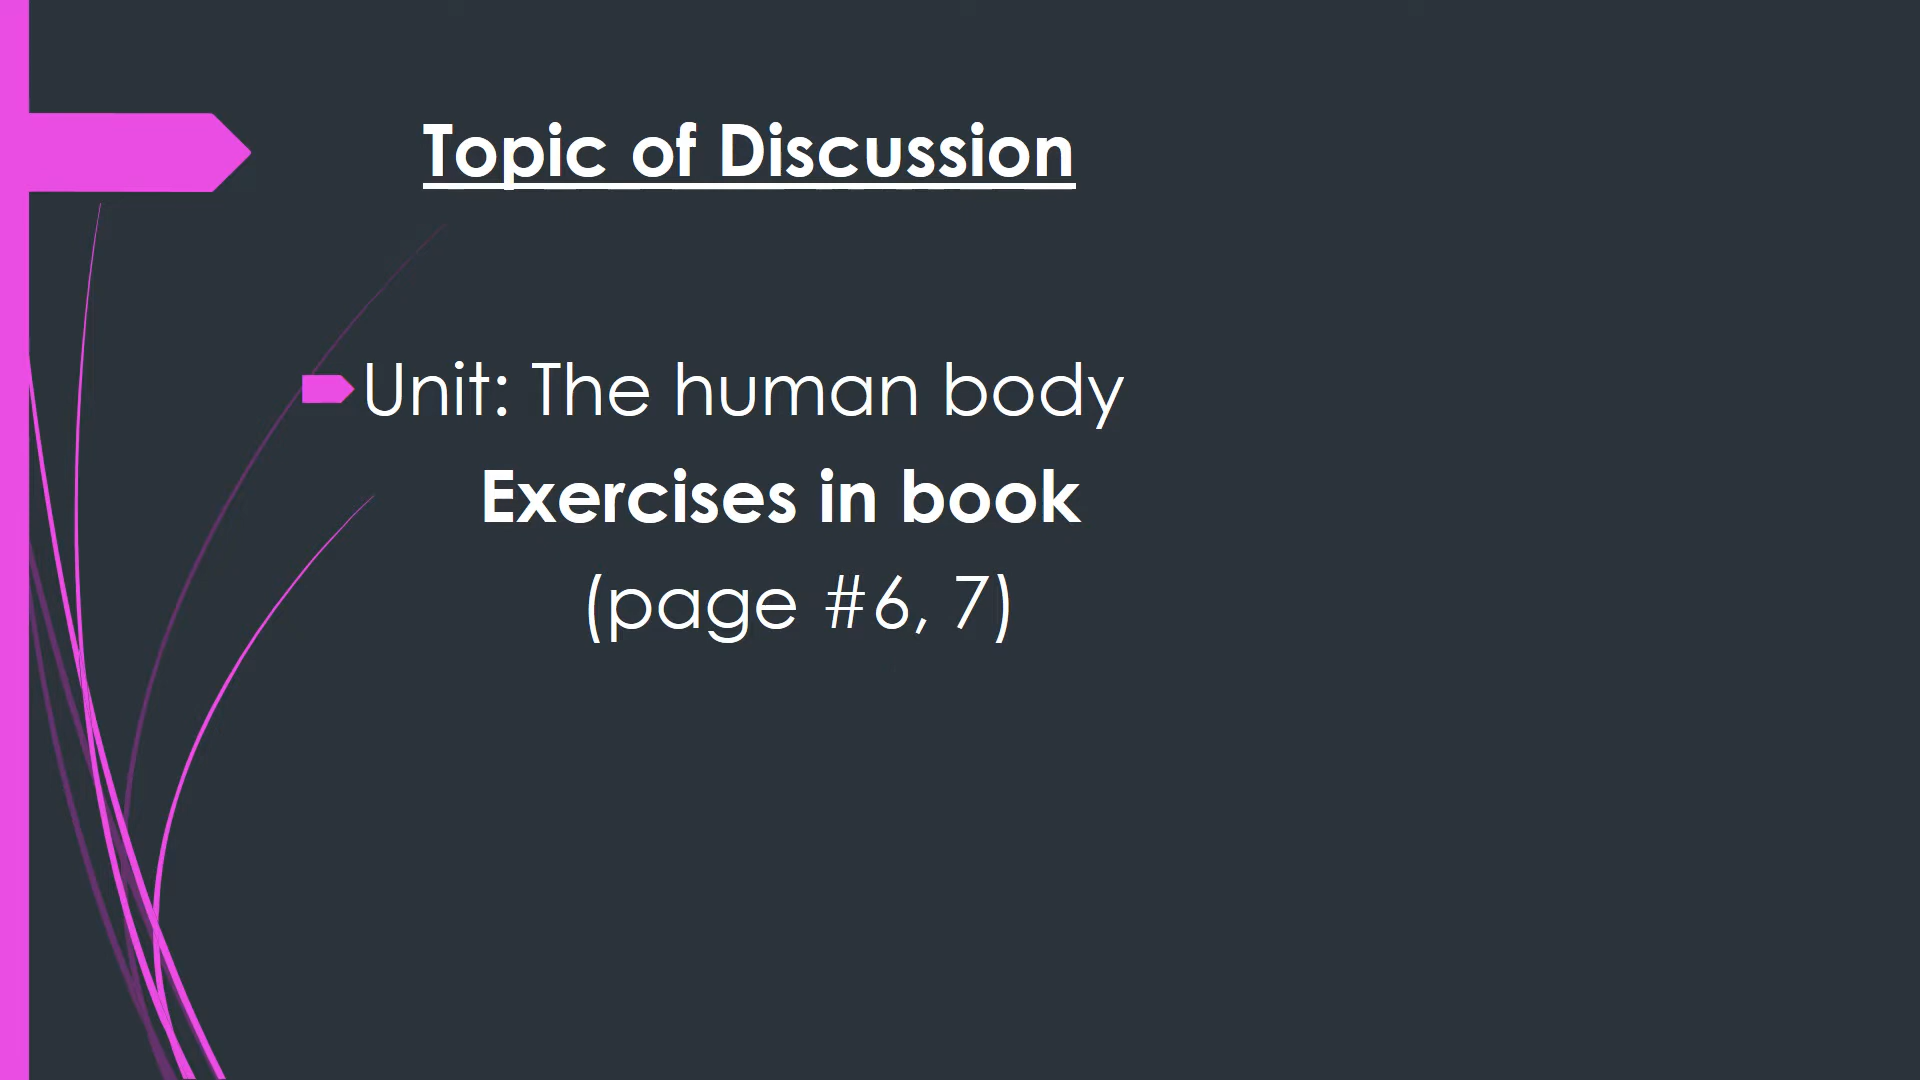 Topic of Discussion
Unit: The human body
Exercises in book
(page #6, 7)